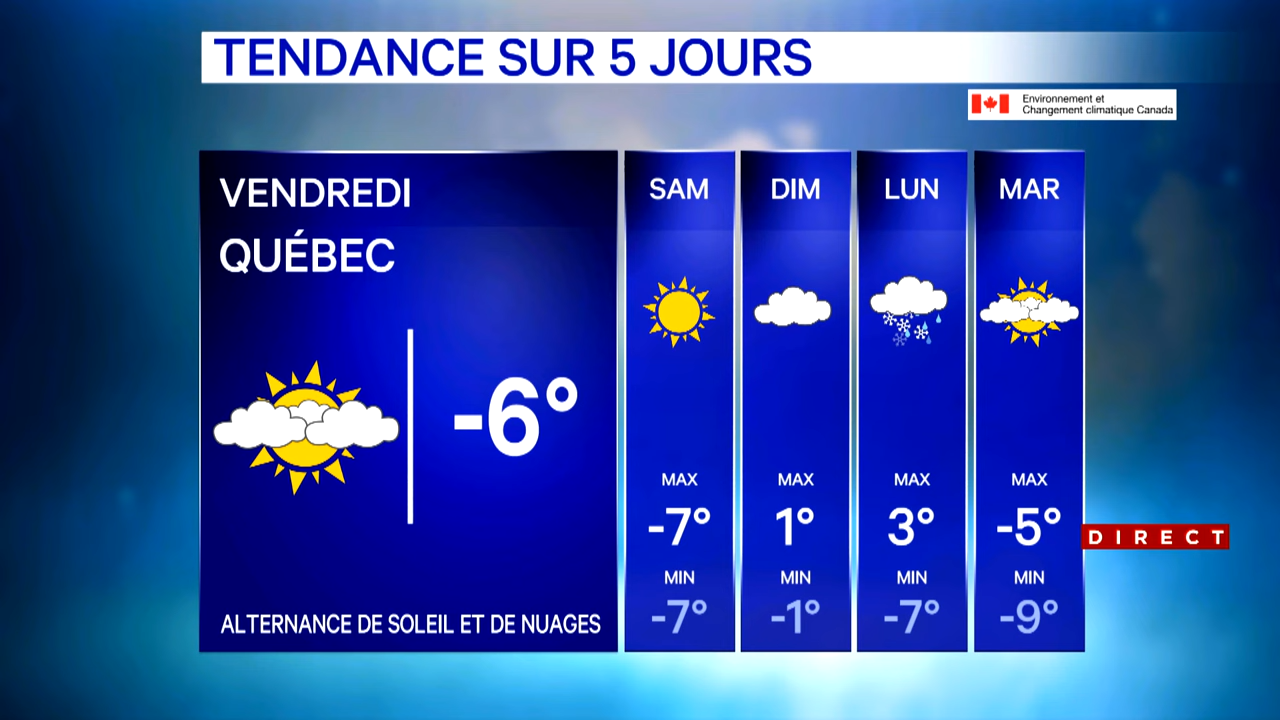 TENDANCE SUR 5 JOURS
Environnement et
Changement climatique Canada
VENDREDI
QUÉBEC
-6°
ALTERNANCE DE SOLEIL ET DE NUAGES
SAM
MAX
-7°
MIN
-7°
DIM
MAX
1°
MIN
-1°
LUN
MAX
3°
MIN
-7°
MAR
MAX
-5°
MIN
-9°
DIRECT